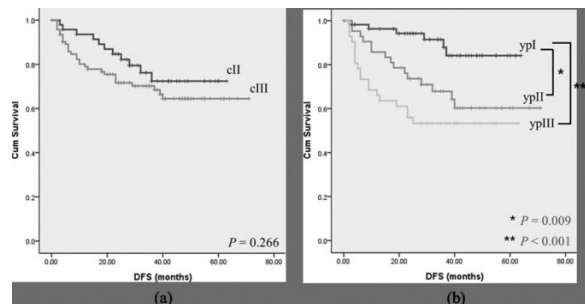 1.0
0.8
0.6
0.4
0.2
0.0
Cum Survival
cII
cIII
P = 0.266
0.00
20.00
40.00
60.00
80.00
DFS (months)
(a)
1.0
0.8
0.6
0.4
0.2
0.0
Cum Survival
ypI
ypII
ypIII
*
**
* P = 0.009
** P < 0.001
0.00
20.00
40.00
60.00
80.00
DFS (months)
(b)